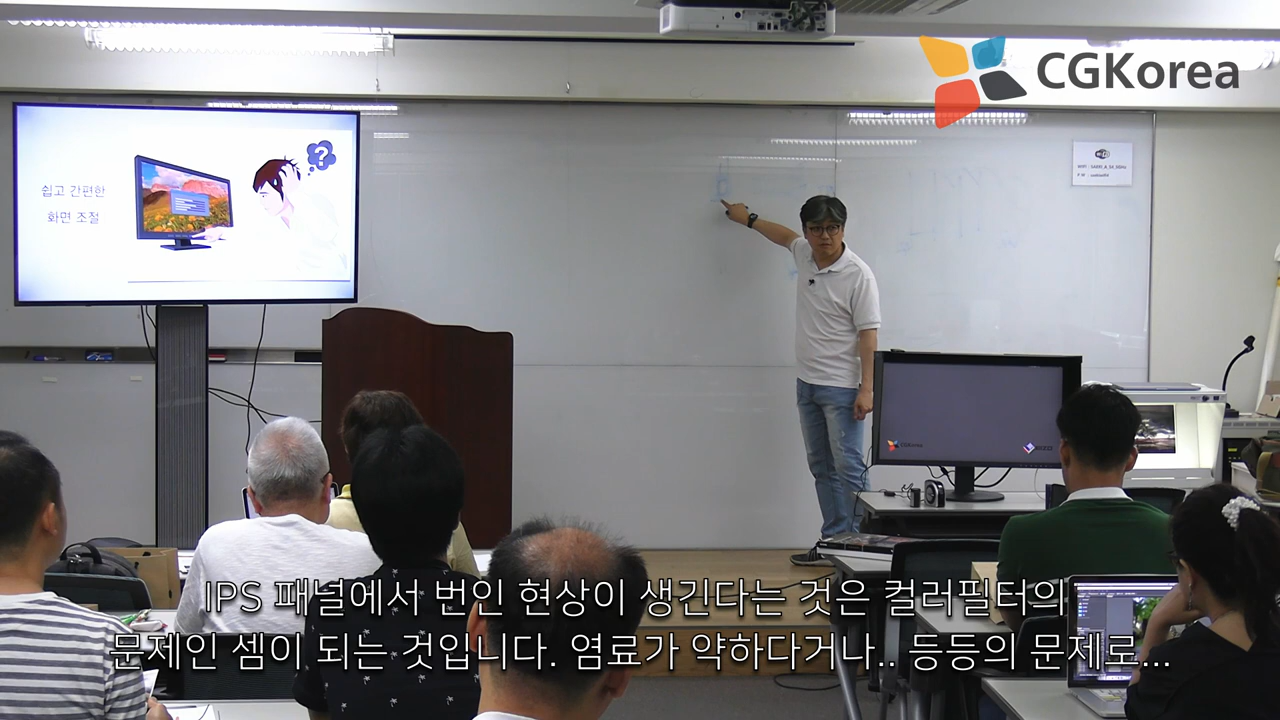 CGKorea
쉽고 간편한
화면 조절
?
CGKorea
IPS 패널에서 번인 현상이 생긴다는 것은 컬러필터의
문제인 셈이 되는 것입니다. 염료가 약하다거나.. 등등의 문제로...